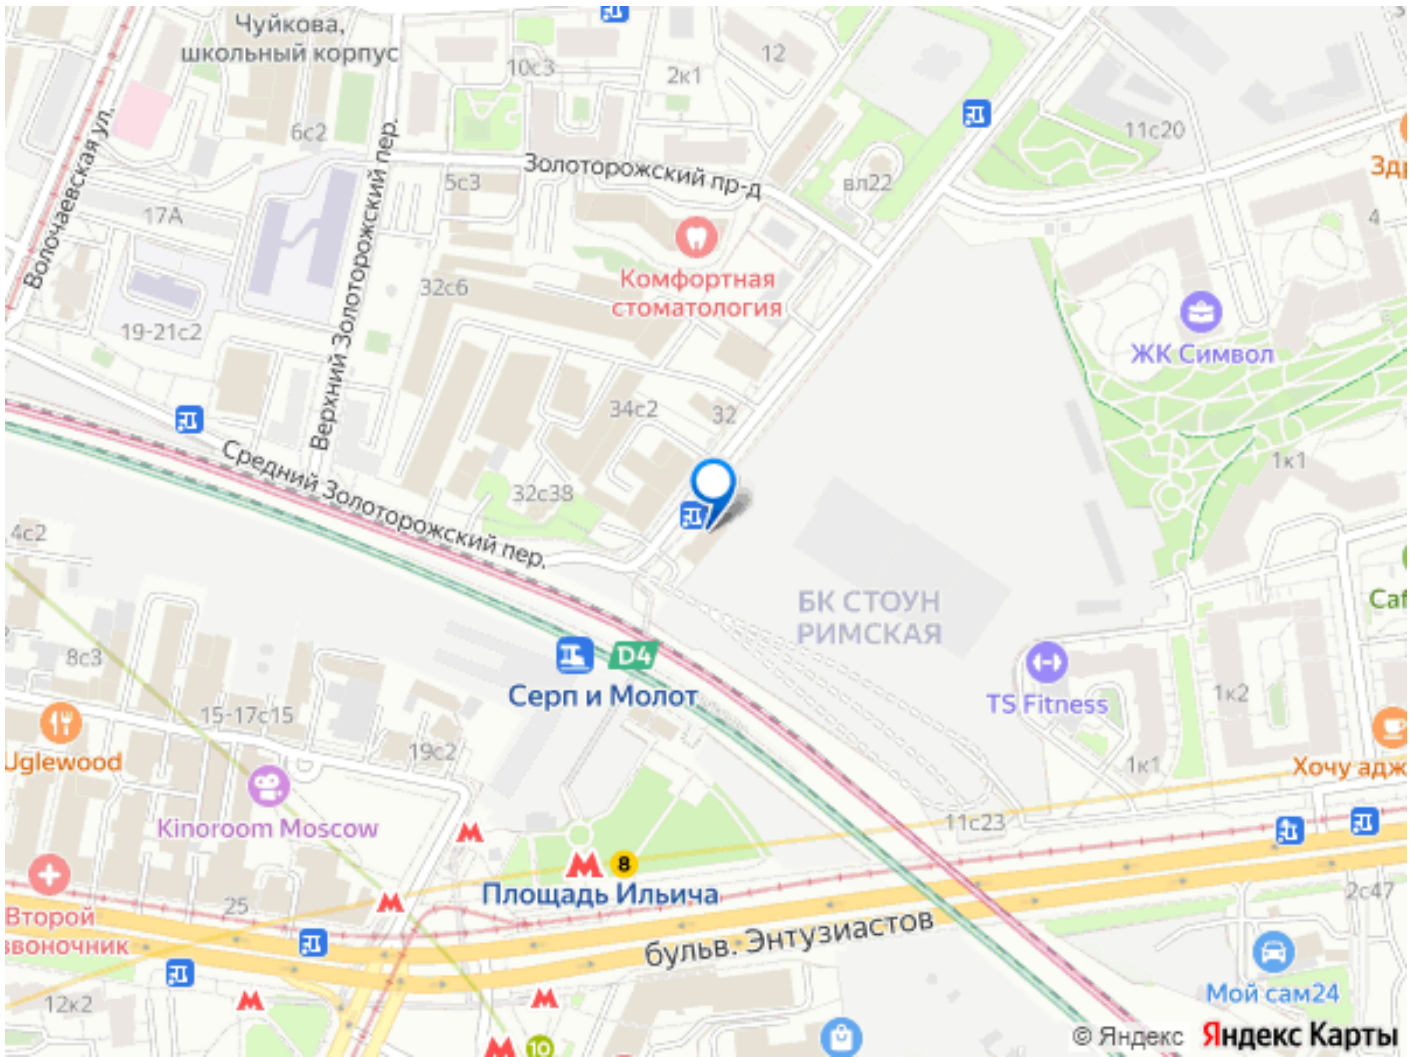 Чуйкова,
школьный корпус
10с3
2к1
12
6с2
11с20
Волочаевская ул.
Верхний Золоторожский пер.
Золоторожский пр-д
5с3
вл22
17А
4
Комфортная
стоматология
32с6
19-21с2
ЖК Символ
34с2
32
1к1
Средний Золоторожский пер.
32с38
4с2
БК СТОУН
РИМСКАЯ
D4
Серп и Молот
8с3
TS Fitness
1к2
15-17с15
19с2
Uglewood
1к1
Хочу адж
Kinoroom Moscow
11с23
8
Площадь Ильича
25
2с47
Второй
звоночник
бульв. Энтузиастов
12к2
Мой сам24
10
© Яндекс Яндекс Карты